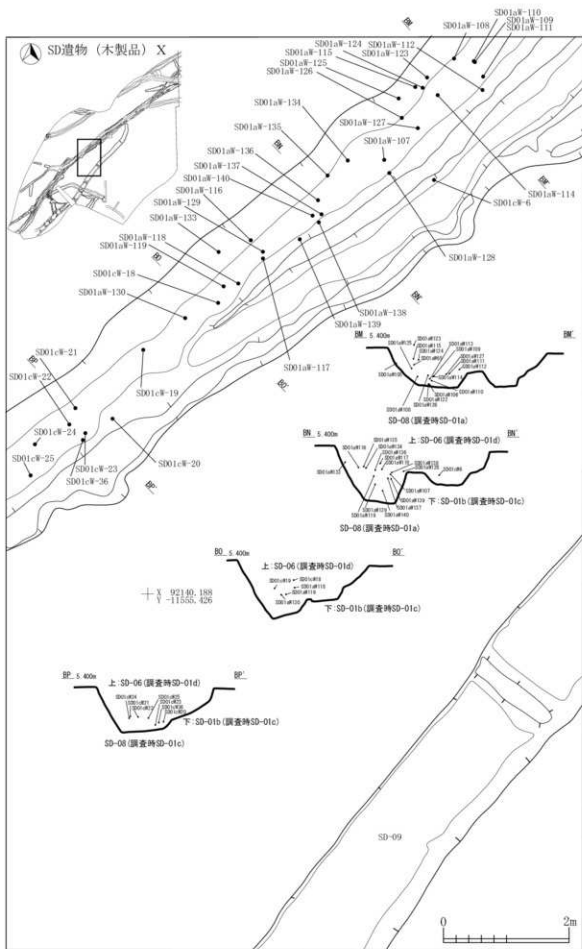 SD遺物（木製品）X
SD01aW-110
SD01aW-108
SD01aW-109
SD01aW-111
SD01aW-112
SD01aW-124
SD01aW-123
SD01aW-115
SD01aW-125
SD01aW-126
SD01aW-134
SD01aW-127
SD01aW-107
SD01aW-135
SD01aW-136
SD01aW-137
SD01aW-140
SD01aW-116
SD01aW-129
SD01aW-133
SD01aW-118
SD01aW-119
SD01cW-18
SD01aW-130
SD01cW-6
SD01aW-114
SD01aW-128
SD01aW-138
SD01aW-139
SD01aW-117
SD01cW-21
SD01cW-22
SD01cW-19
SD01cW-24
SD01cW-25
SD01cW-23
SD01cW-36
SD01cW-20
BN
BO
BP
BN'
BO'
BP'
BM 5.400m BM'
SD-08(調査時SD-01a)
BN 5.400m BN'
上:SD-06(調査時SD-01d)
下:SD-01b(調査時SD-01c)
SD-08(調査時SD-01a)
BO 5.400m BO'
上:SD-06(調査時SD-01d)
下:SD-01b(調査時SD-01c)
X 92140.188
Y -11555.426
BP 5.400m BP'
上:SD-06(調査時SD-01d)
下:SD-01b(調査時SD-01c)
SD-08(調査時SD-01c)
SD-09
0 2m